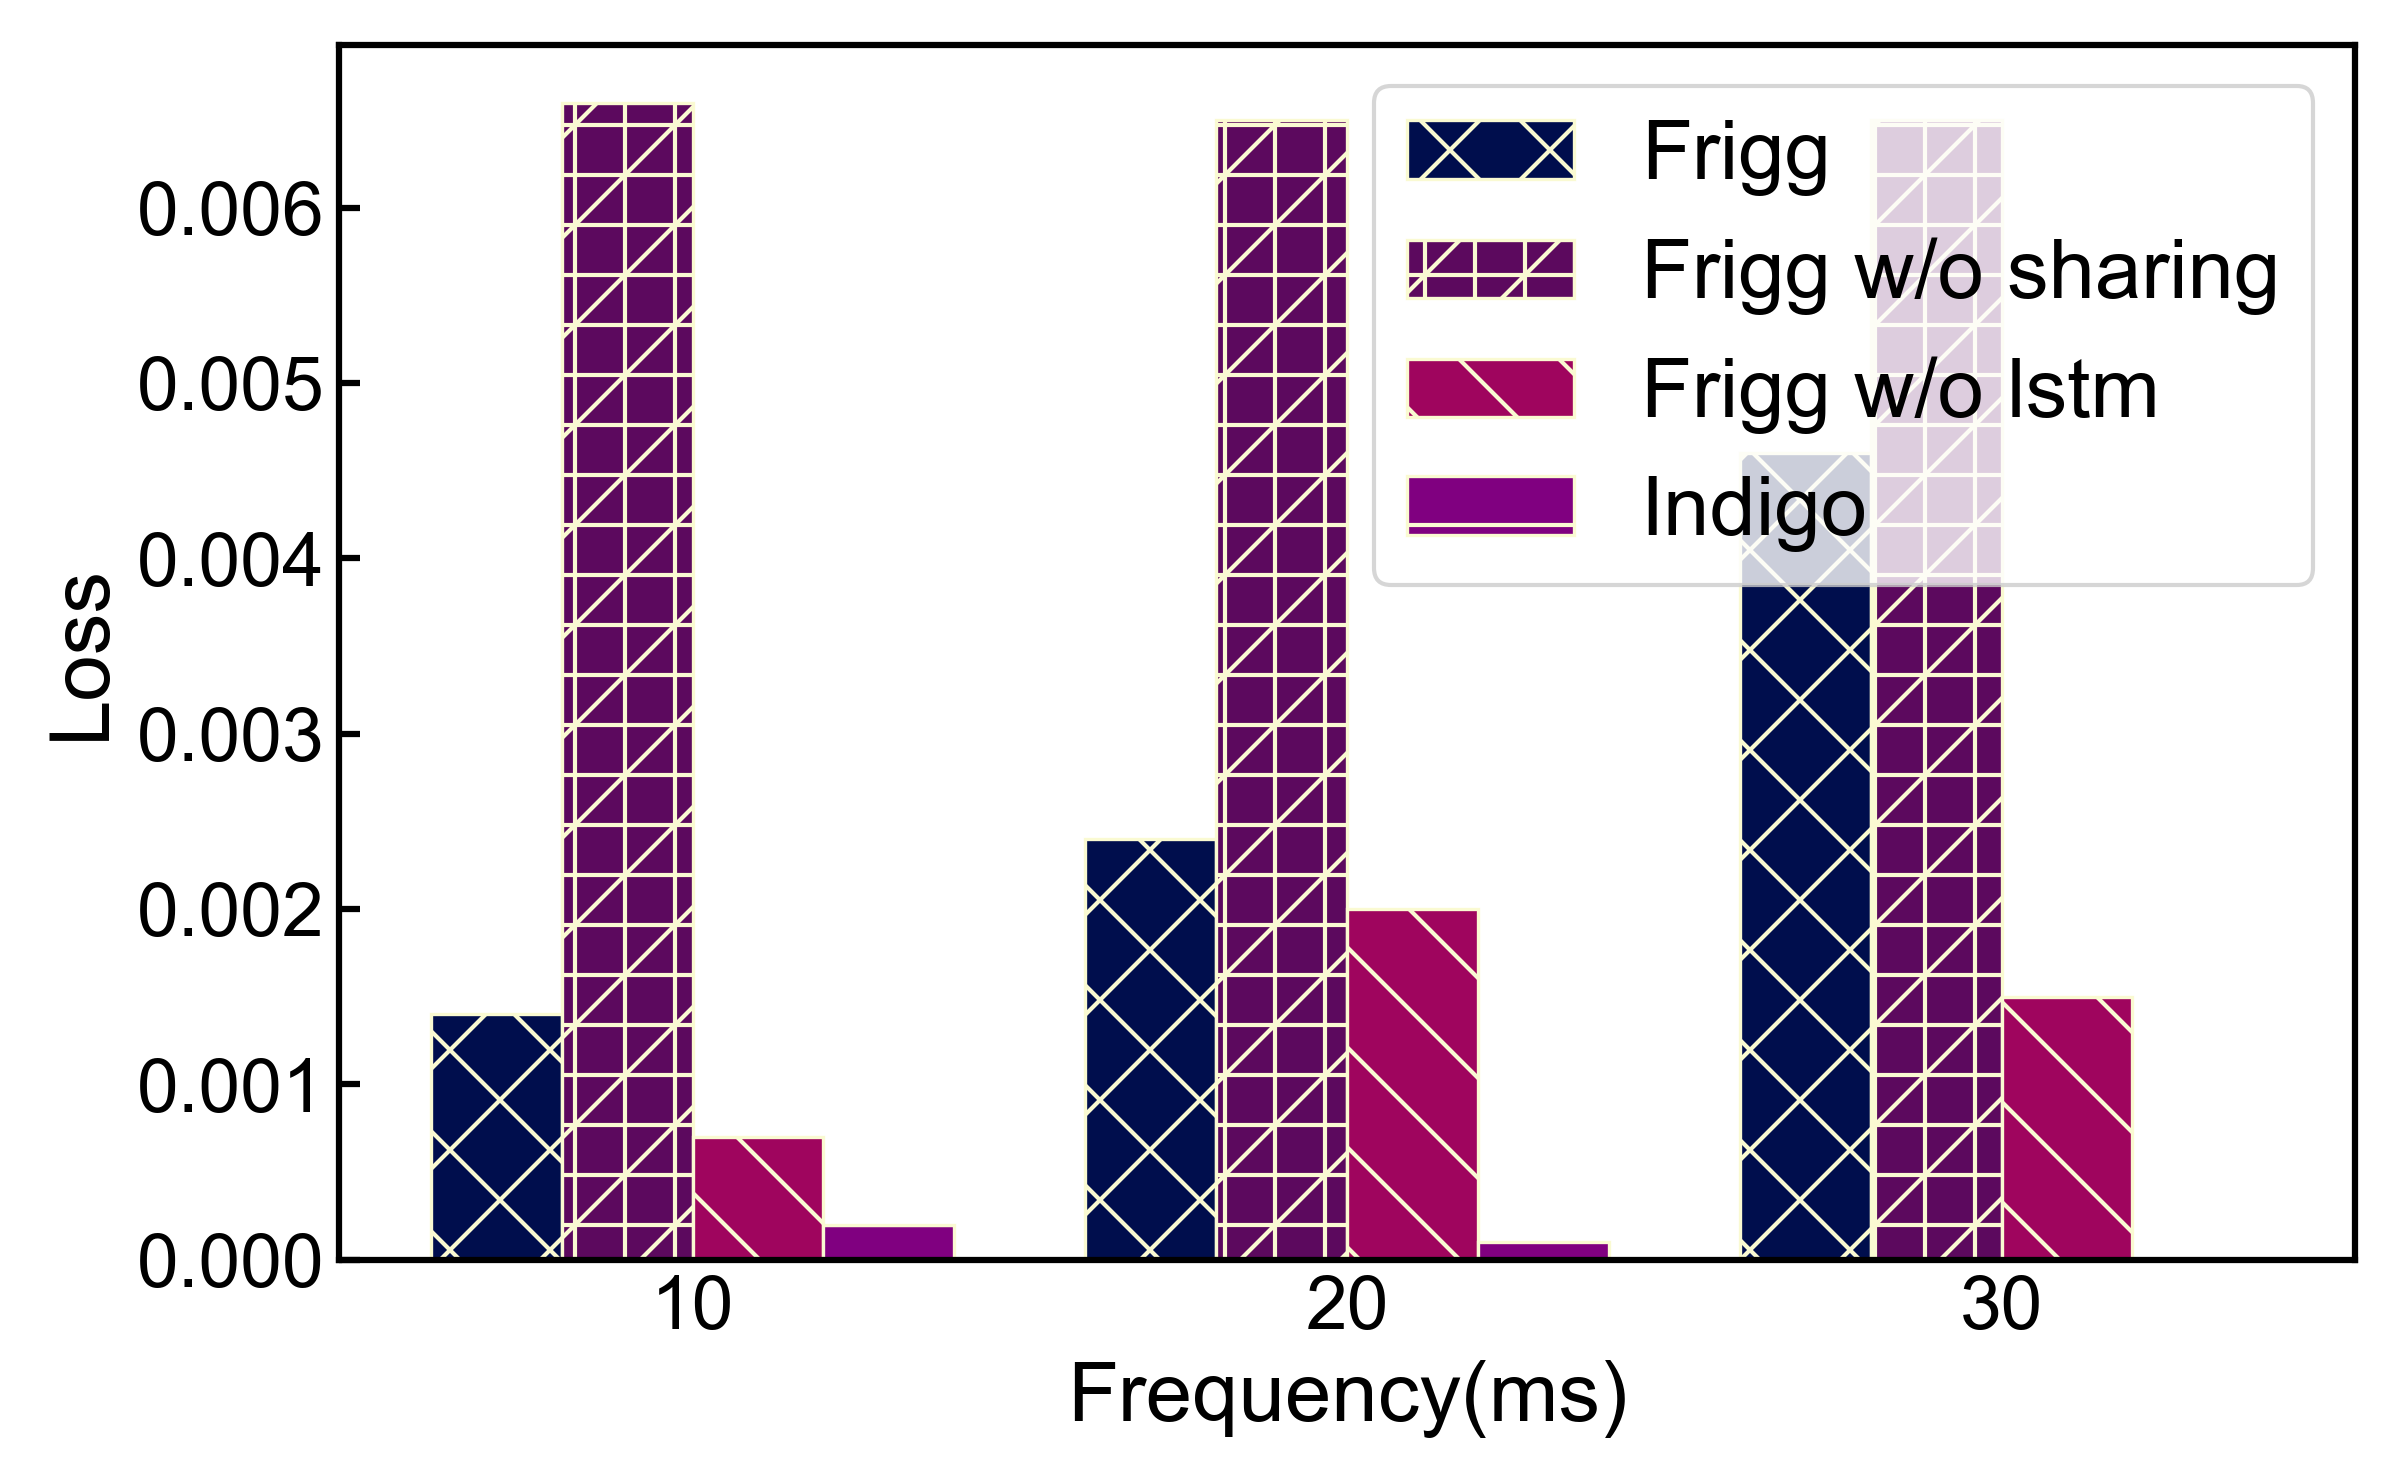 Frigg
Frigg w/o sharing
Frigg w/o lstm
Indigo
0.006
0.005
0.004
0.003
0.002
0.001
0.000
Loss
10 20 30
Frequency(ms)